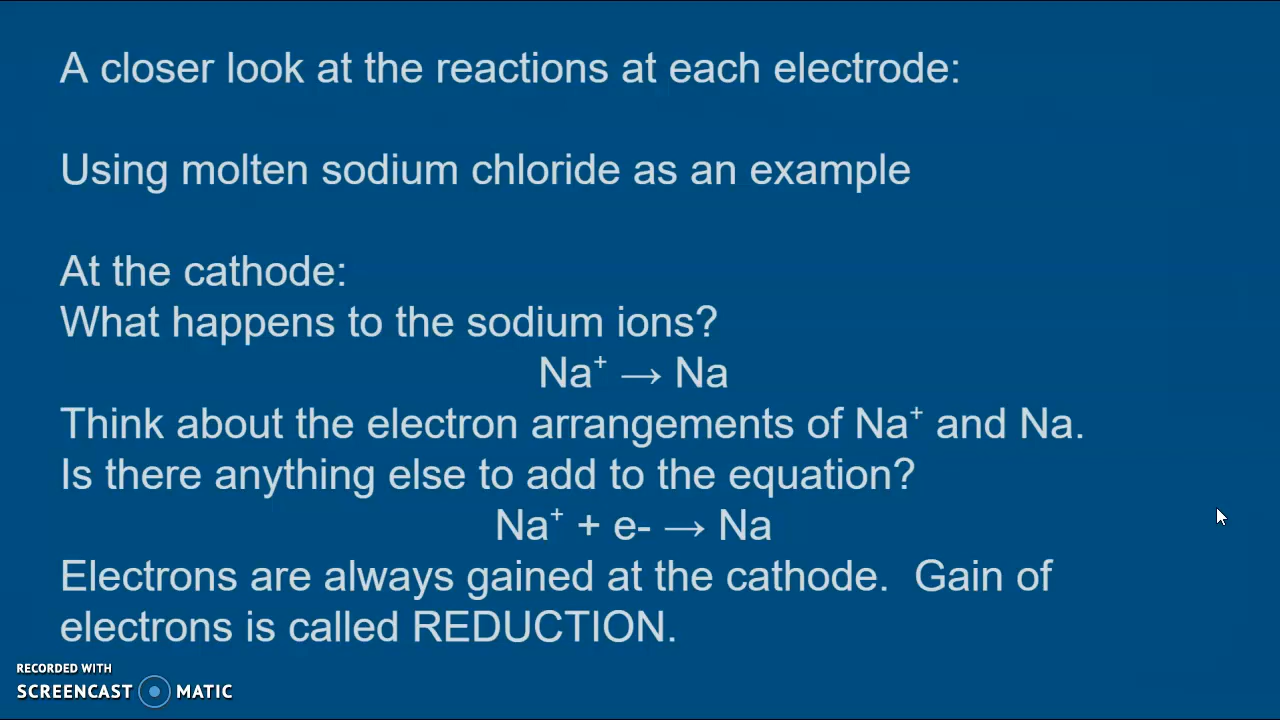 A closer look at the reactions at each electrode:
Using molten sodium chloride as an example
At the cathode:
What happens to the sodium ions?
Na⁺ → Na
Think about the electron arrangements of Na⁺ and Na.
Is there anything else to add to the equation?
Na⁺ + e- → Na
Electrons are always gained at the cathode.  Gain of
electrons is called REDUCTION.
RECORDED WITH
SCREENCAST MATIC